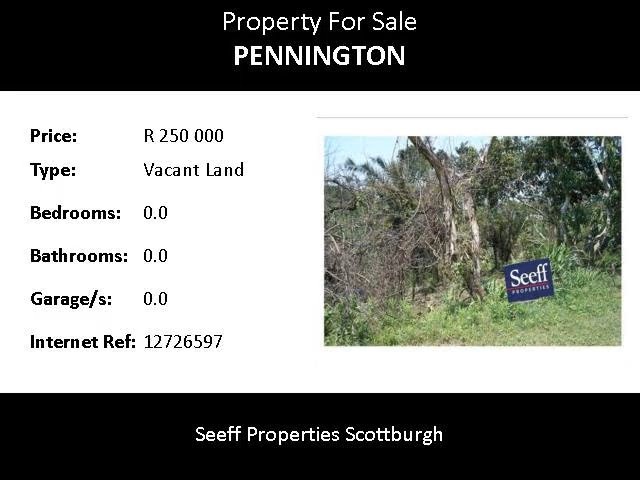 Property For Sale
PENNINGTON
Price: R 250 000
Type: Vacant Land
Bedrooms: 0.0
Bathrooms: 0.0
Garage/s: 0.0
Internet Ref: 12726597
Seeff
PROPERTIES
Seeff Properties Scottburgh